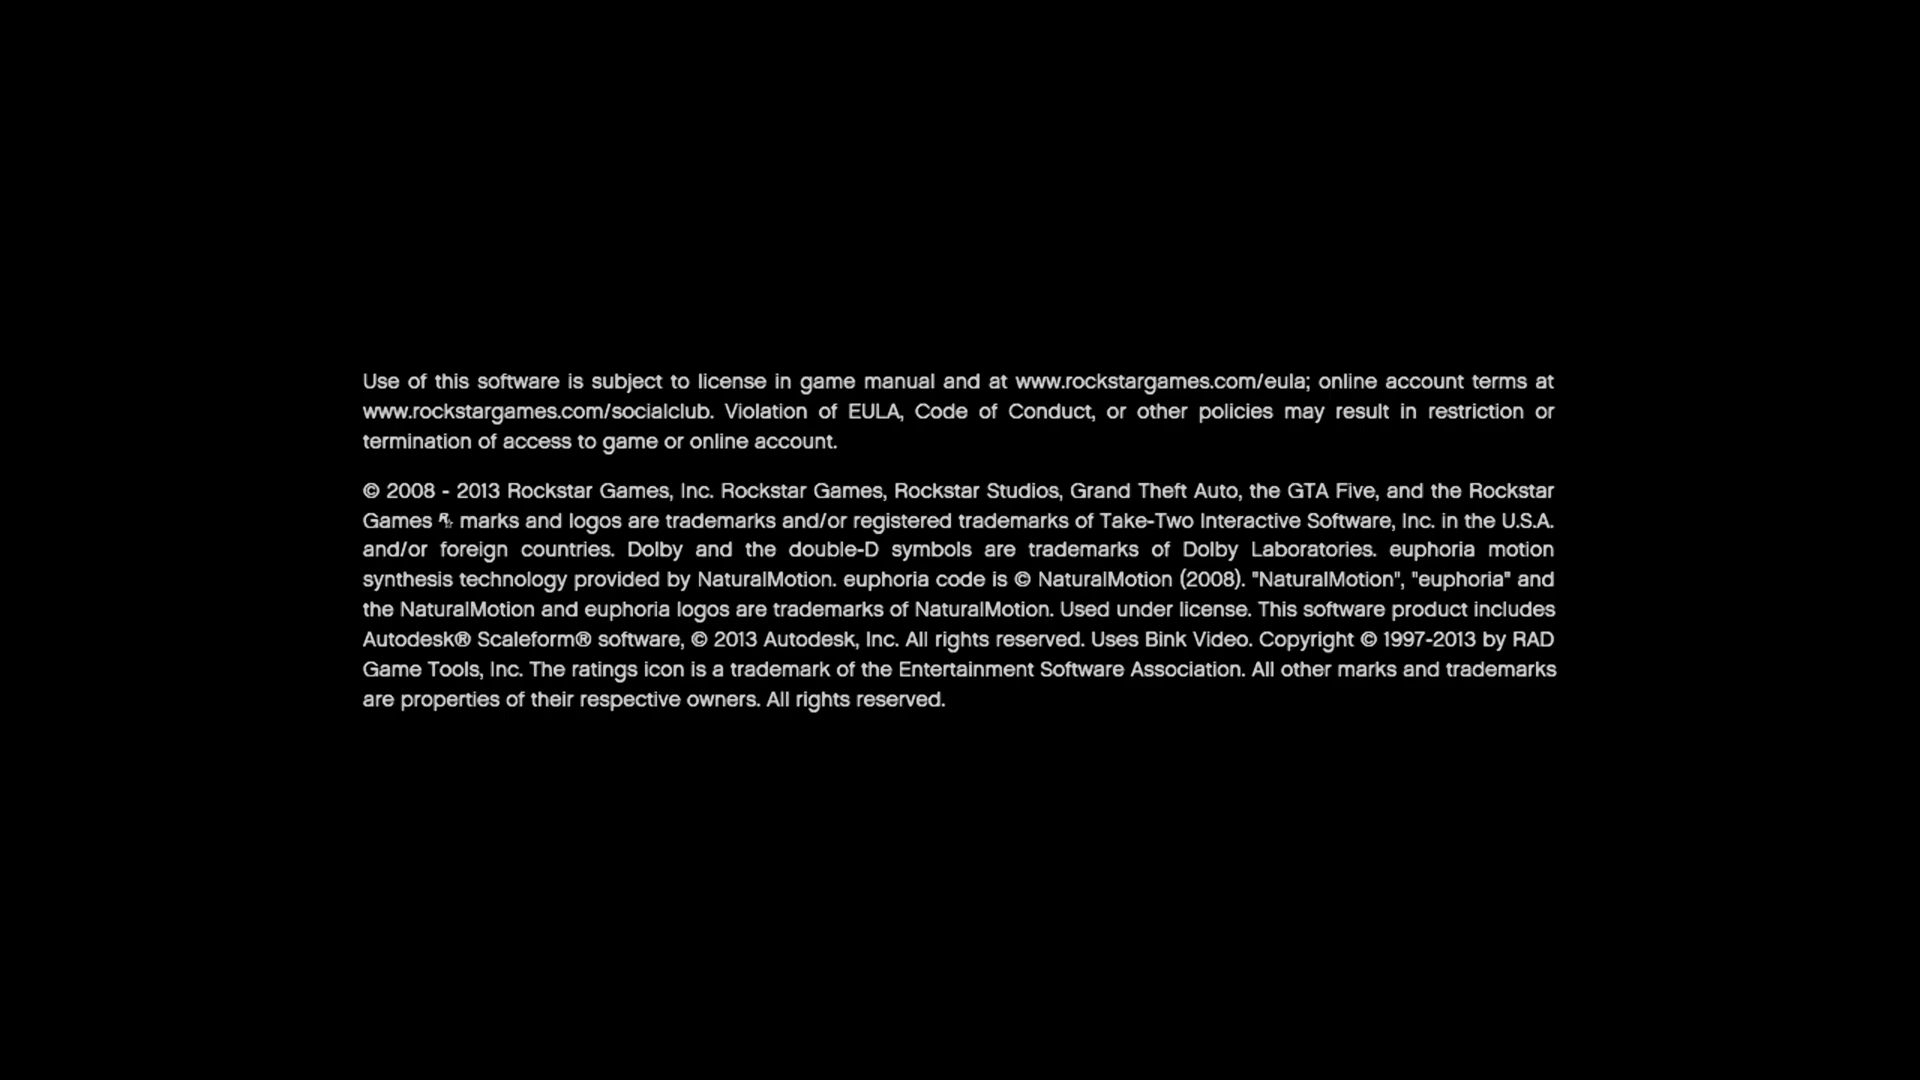 Use of this software is subject to license in game manual and at www.rockstargames.com/eula; online account terms at
www.rockstargames.com/socialclub. Violation of EULA, Code of Conduct, or other policies may result in restriction or
termination of access to game or online account.
© 2008 - 2013 Rockstar Games, Inc. Rockstar Games, Rockstar Studios, Grand Theft Auto, the GTA Five, and the Rockstar
Games R* marks and logos are trademarks and/or registered trademarks of Take-Two Interactive Software, Inc. in the U.S.A.
and/or foreign countries. Dolby and the double-D symbols are trademarks of Dolby Laboratories. euphoria motion
synthesis technology provided by NaturalMotion. euphoria code is © NaturalMotion (2008). "NaturalMotion", "euphoria" and
the NaturalMotion and euphoria logos are trademarks of NaturalMotion. Used under license. This software product includes
Autodesk® Scaleform® software, © 2013 Autodesk, Inc. All rights reserved. Uses Bink Video. Copyright © 1997-2013 by RAD
Game Tools, Inc. The ratings icon is a trademark of the Entertainment Software Association. All other marks and trademarks
are properties of their respective owners. All rights reserved.